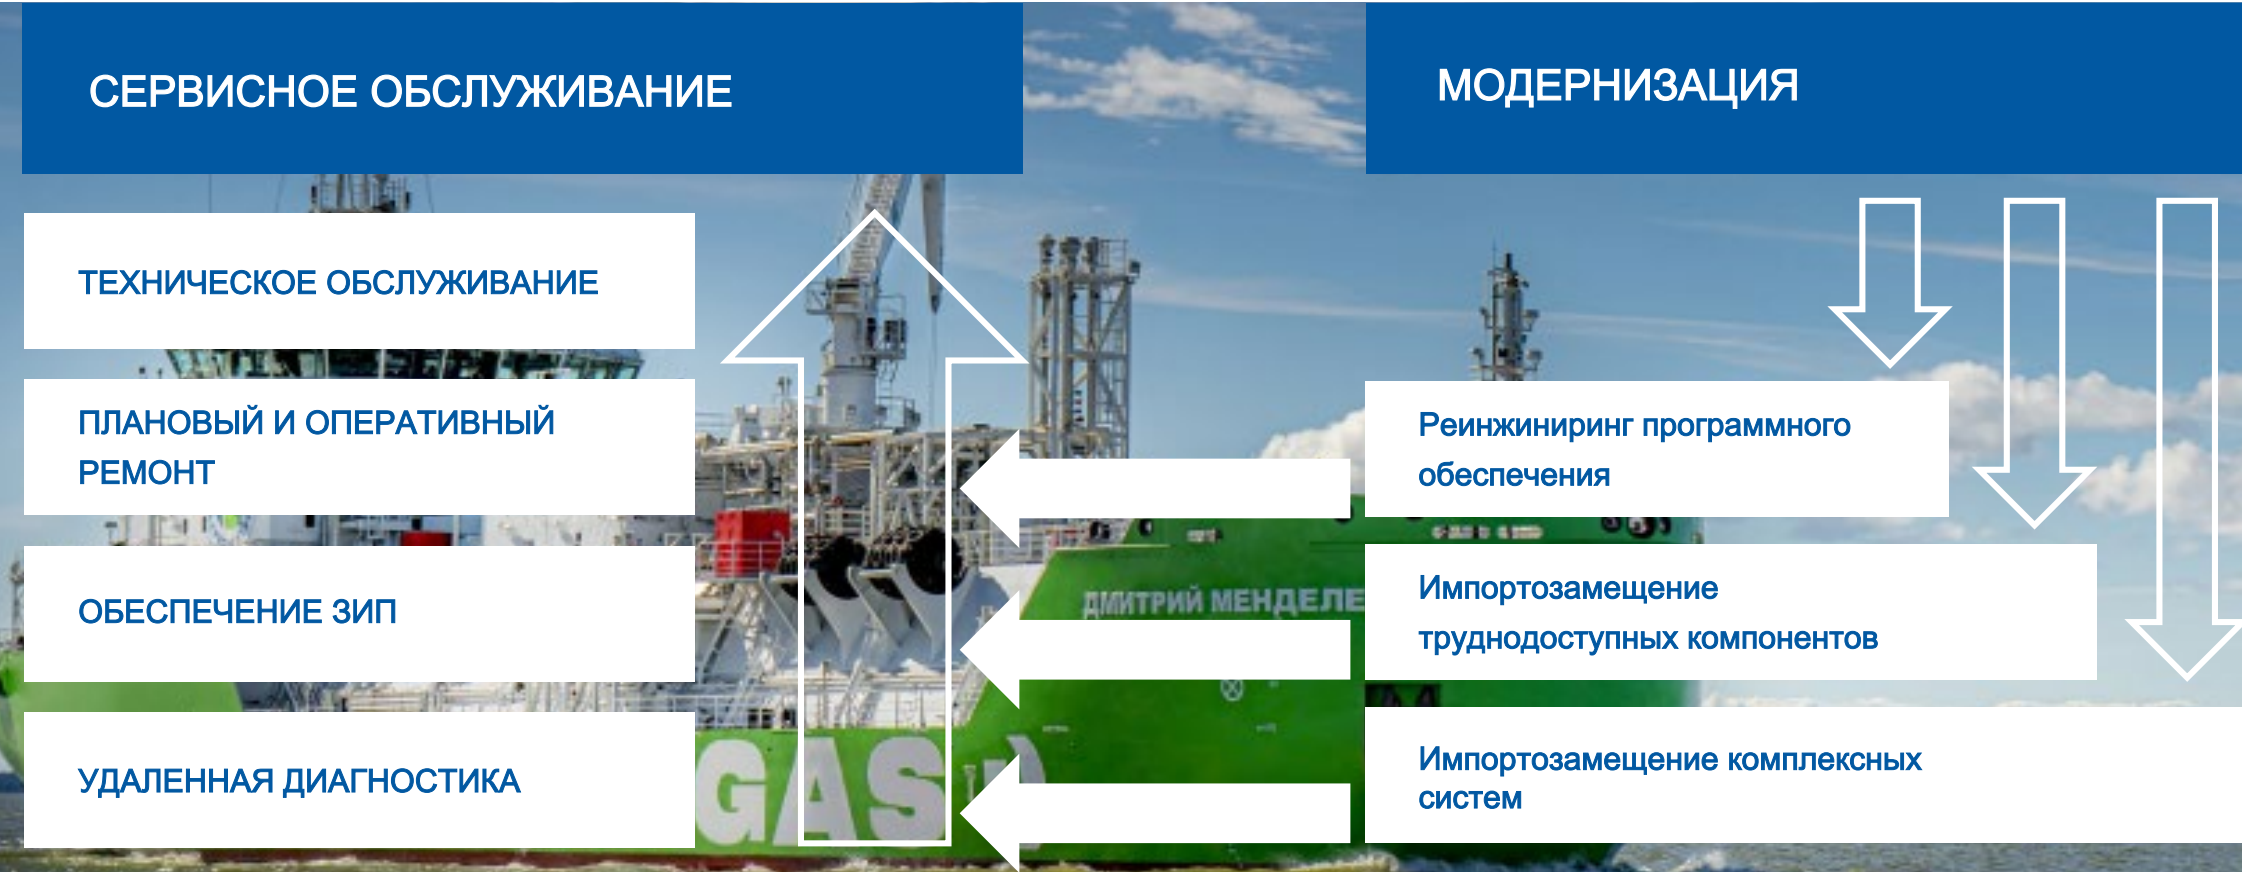 СЕРВИСНОЕ ОБСЛУЖИВАНИЕ
МОДЕРНИЗАЦИЯ
ТЕХНИЧЕСКОЕ ОБСЛУЖИВАНИЕ
ПЛАНОВЫЙ И ОПЕРАТИВНЫЙ
РЕМОНТ
ОБЕСПЕЧЕНИЕ ЗИП
УДАЛЕННАЯ ДИАГНОСТИКА
Реинжиниринг программного
обеспечения
Импортозамещение
труднодоступных компонентов
Импортозамещение комплексных
систем
ДМИТРИЙ МЕНДЕЛЕ
GAS